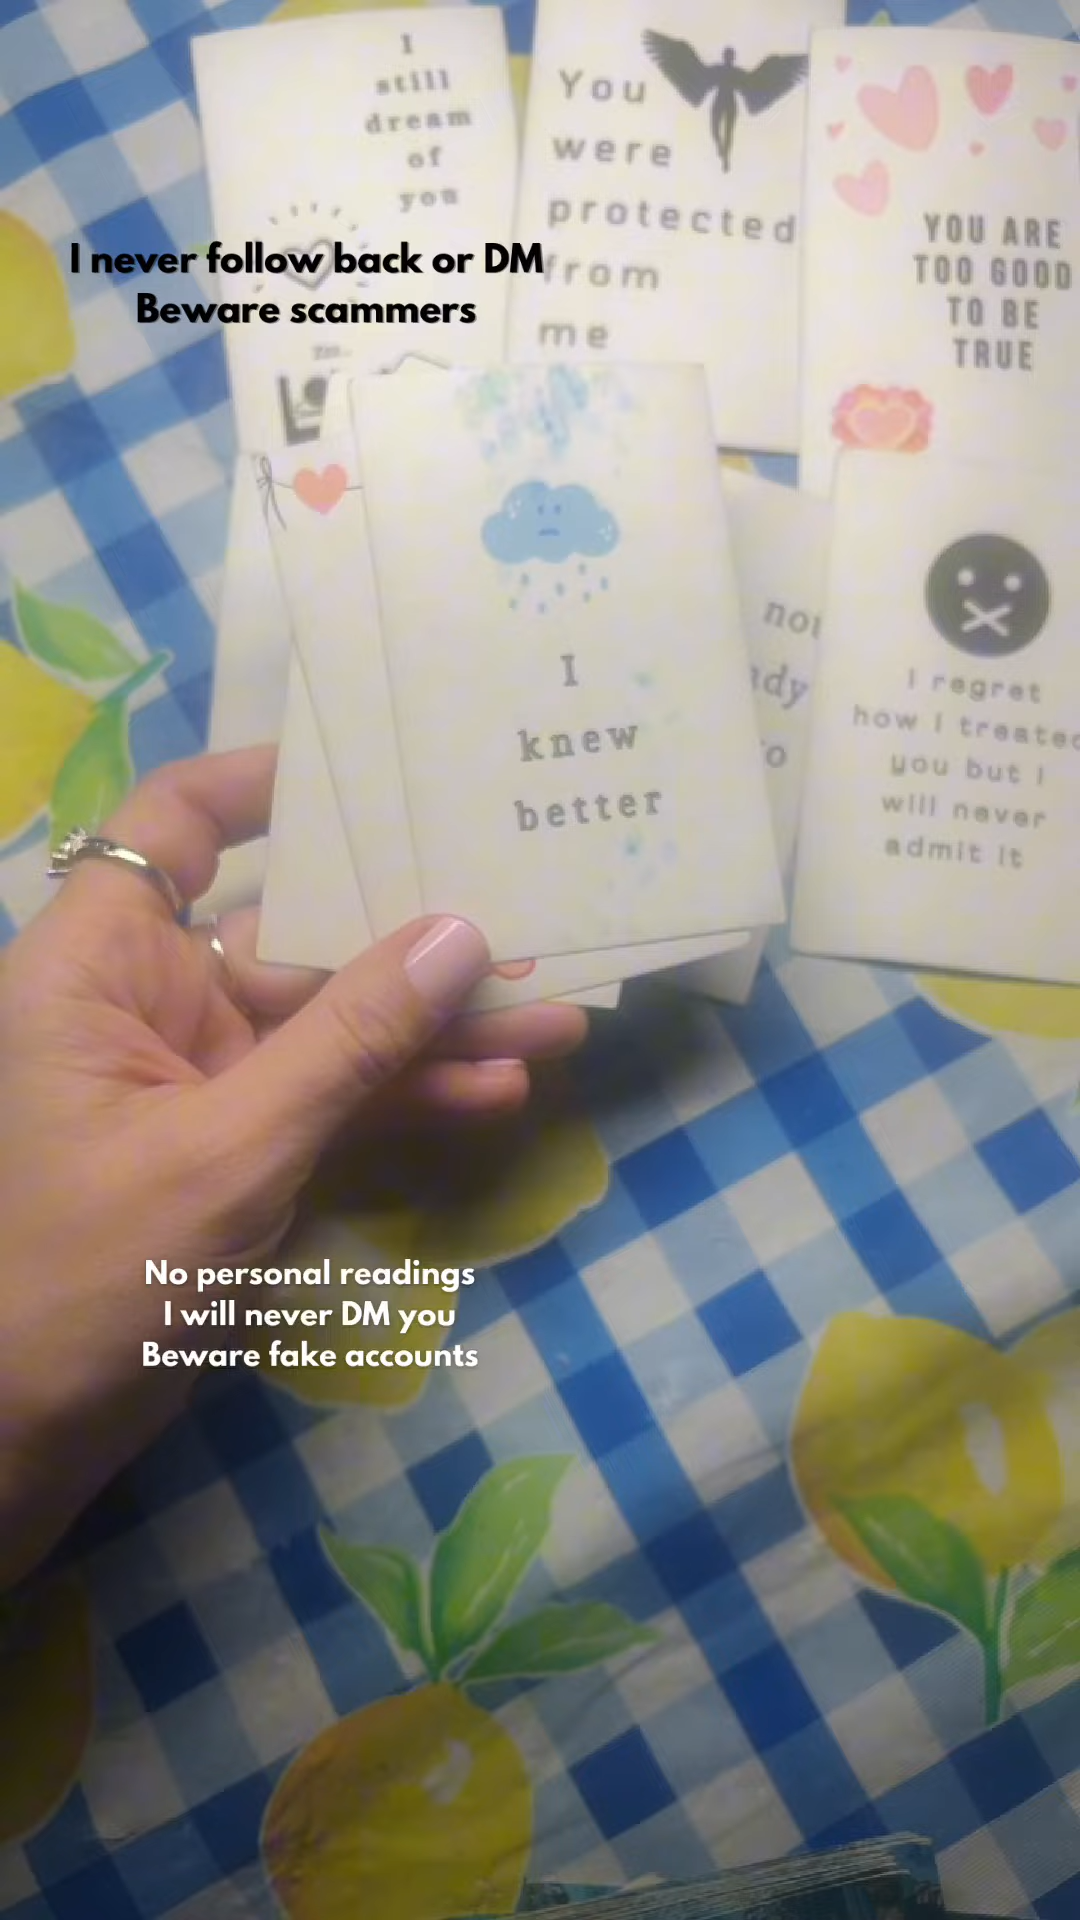 I
still
dream
of
you
You
were
protected
from
me
YOU ARE
TOO GOOD
TO BE
TRUE
I never follow back or DM
Beware scammers
I
knew
better
not
I regret
how I treated
you but I
will never
admit it
No personal readings
I will never DM you
Beware fake accounts